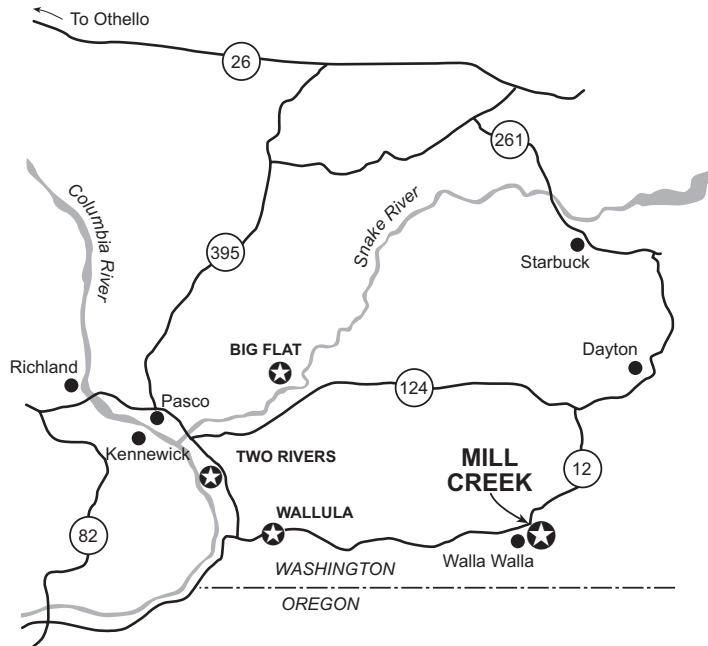 To Othello
26
261
Columbia
River
Snake River
395
Starbuck
BIG FLAT
Dayton
Richland
124
Pasco
Kennewick
TWO RIVERS
MILL
CREEK
12
WALLULA
82
Walla Walla
WASHINGTON
OREGON